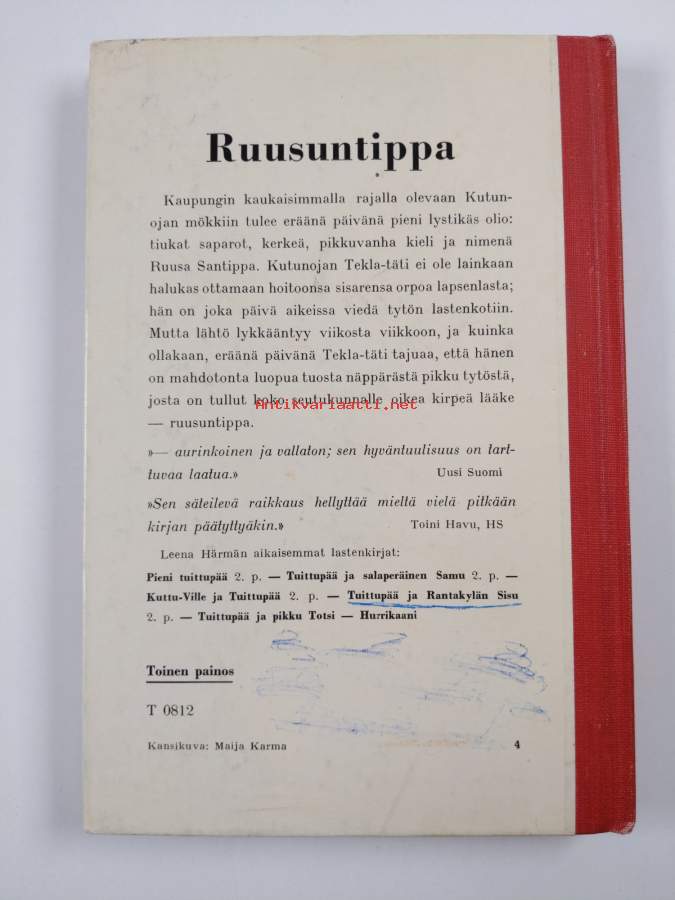 Ruusuntippa
Kaupungin kaukaisimmalla rajalla olevaan Kutun-
ojan mökkiin tulee eräänä päivänä pieni lystikäs olio:
tiukat saparot, kerkeä, pikkuvanha kieli ja nimenä
Ruusa Santippa. Kutunojan Tekla-täti ei ole lainkaan
halukas ottamaan hoitoonsa sisarensa orpoa lapsenlasta;
hän on joka päivä aikeissa viedä tytön lastenkotiin.
Mutta lähtö lykkääntyy viikosta viikkoon, ja kuinka
ollakaan, eräänä päivänä Tekla-täti tajuaa, että hänen
on mahdotonta luopua tuosta näppärästä pikku tytöstä,
josta on tullut koko seutukunnalle oikea kirpeä lääke
Antikvariaatti.net
— ruusuntippa.
»— aurinkoinen ja vallaton; sen hyväntuulisuus on tart-
tuvaa laatua.» Uusi Suomi
»Sen säteilevä raikkaus hellyttää mieltä vielä pitkään
kirjan päätyttyäkin.» Toini Havu, HS
Leena Härmän aikaisemmat lastenkirjat:
Pieni tuittupää 2. p. — Tuittupää ja salaperäinen Samu 2. p. —
Kuttu-Ville ja Tuittupää 2. p. — Tuittupää ja Rantakylän Sisu
2. p. — Tuittupää ja pikku Totsi — Hurrikaani
Toinen painos
T 0812
Kansikuva: Maija Karma 4